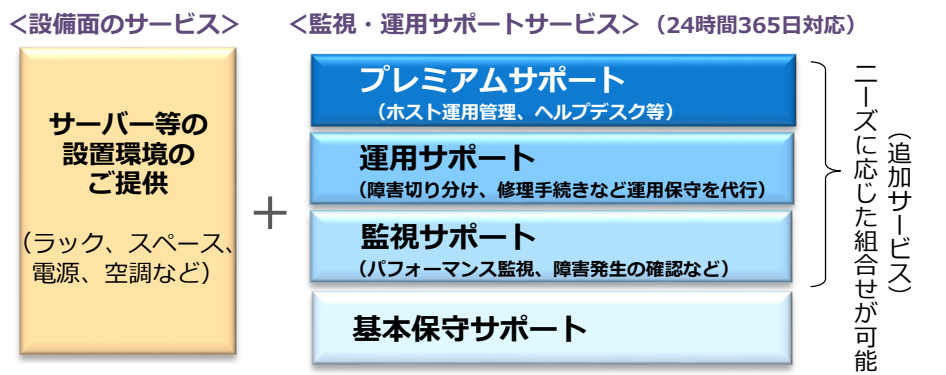 ＜設備面のサービス＞
サーバー等の
設置環境の
ご提供
（ラック、スペース、
電源、空調など）
＋
＜監視・運用サポートサービス＞（24時間365日対応）
プレミアムサポート
（ホスト運用管理、ヘルプデスク等）
運用サポート
（障害切り分け、修理手続きなど運用保守を代行）
監視サポート
（パフォーマンス監視、障害発生の確認など）
基本保守サポート
（追加サービス）
ニーズに応じた組合せが可能